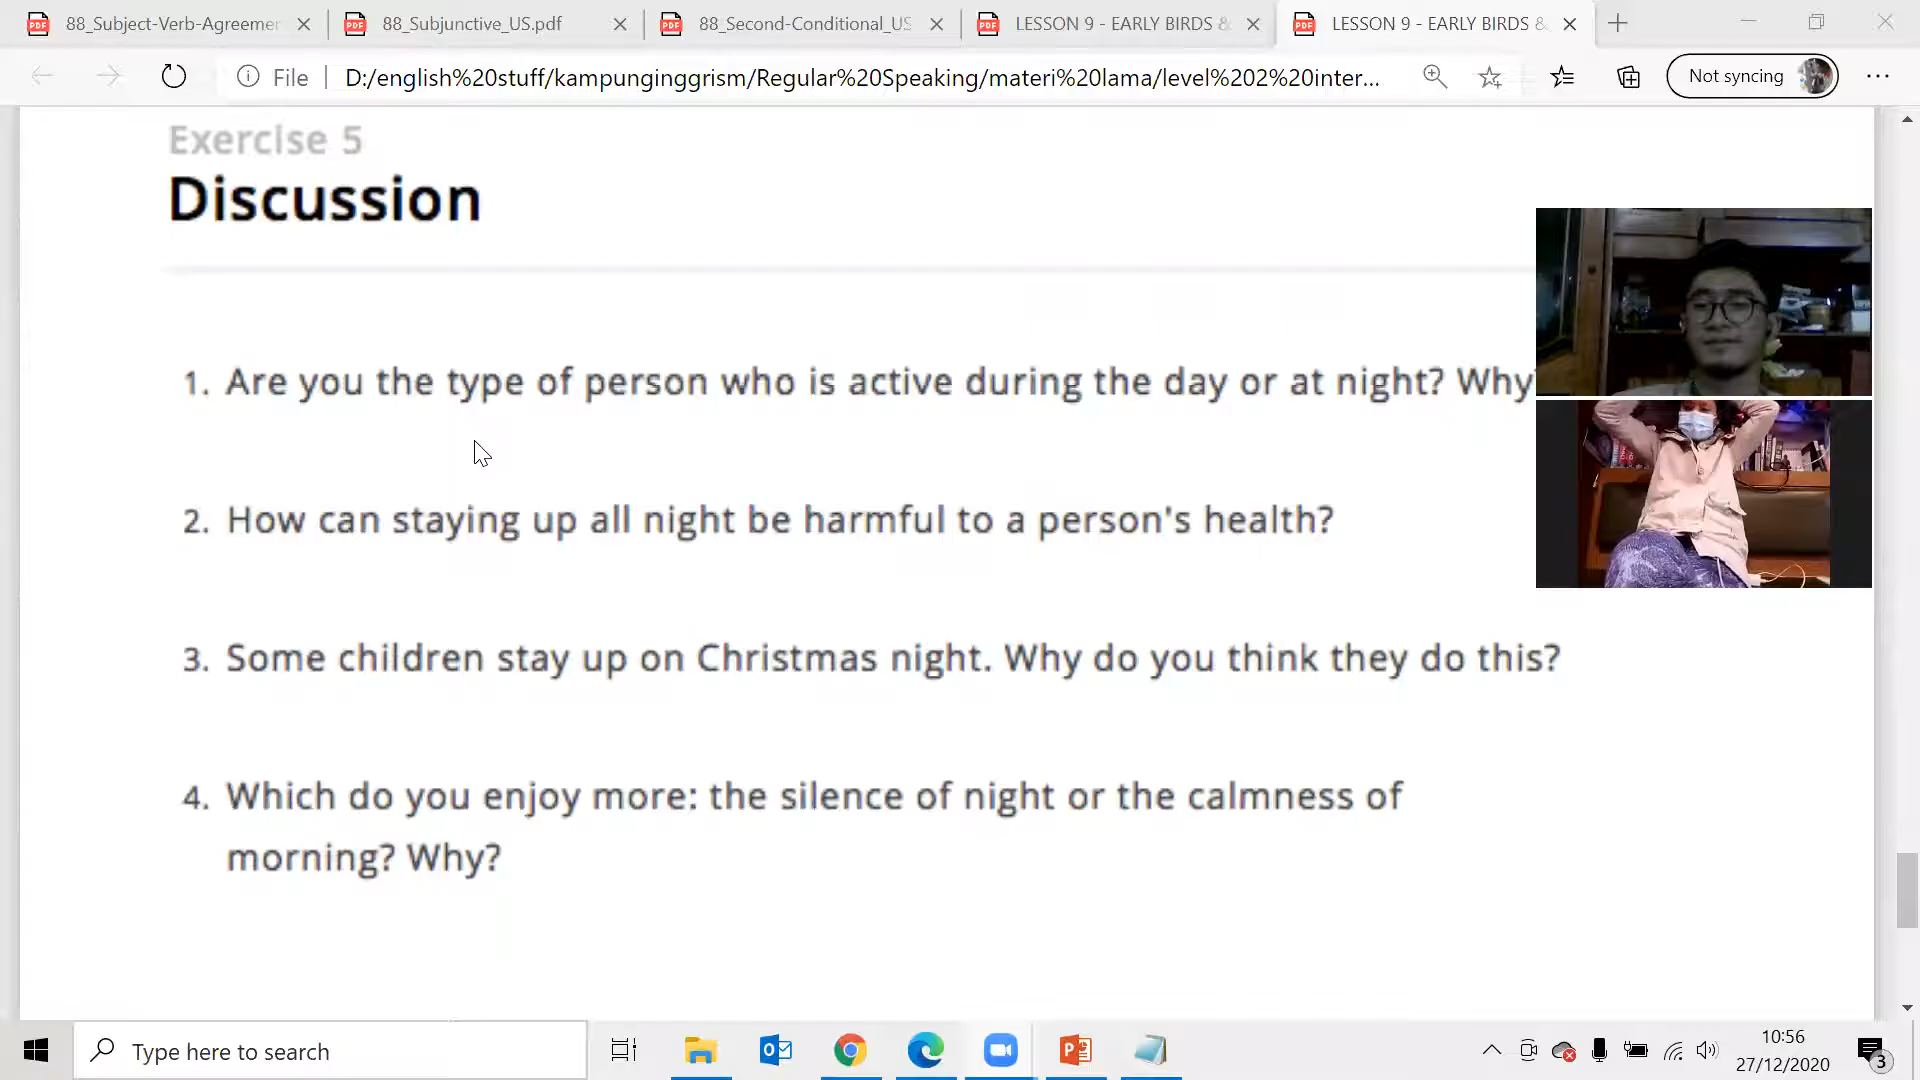 88_Subject-Verb-Agreemen
88_Subjunctive_US.pdf
88_Second-Conditional_US
LESSON 9 - EARLY BIRDS &
LESSON 9 - EARLY BIRDS &
File
D:/english%20stuff/kampunginggrism/Regular%20Speaking/materi%20lama/level%202%20inter...
Not syncing
Exercise 5
Discussion
1. Are you the type of person who is active during the day or at night? Why?
2. How can staying up all night be harmful to a person's health?
3. Some children stay up on Christmas night. Why do you think they do this?
4. Which do you enjoy more: the silence of night or the calmness of
morning? Why?
Type here to search
10:56
27/12/2020
3